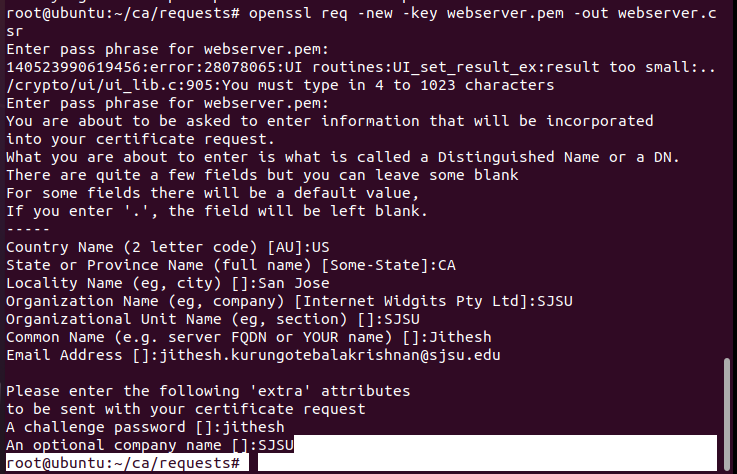 root@ubuntu:~/ca/requests# openssl req -new -key webserver.pem -out webserver.c
sr
Enter pass phrase for webserver.pem:
140523990619456:error:28078065:UI routines:UI_set_result_ex:result too small:..
/crypto/ui/ui_lib.c:905:You must type in 4 to 1023 characters
Enter pass phrase for webserver.pem:
You are about to be asked to enter information that will be incorporated
into your certificate request.
What you are about to enter is what is called a Distinguished Name or a DN.
There are quite a few fields but you can leave some blank
For some fields there will be a default value,
If you enter '.', the field will be left blank.
-----
Country Name (2 letter code) [AU]:US
State or Province Name (full name) [Some-State]:CA
Locality Name (eg, city) []:San Jose
Organization Name (eg, company) [Internet Widgits Pty Ltd]:SJSU
Organizational Unit Name (eg, section) []:SJSU
Common Name (e.g. server FQDN or YOUR name) []:Jithesh
Email Address []:jithesh.kurungotebalakrishnan@sjsu.edu

Please enter the following 'extra' attributes
to be sent with your certificate request
A challenge password []:jithesh
An optional company name []:SJSU
root@ubuntu:~/ca/requests#